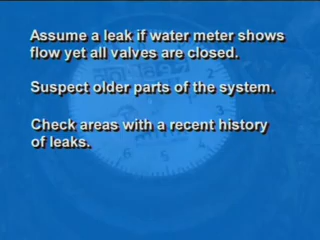 Assume a leak if water meter shows
flow yet all valves are closed.
Suspect older parts of the system.
Check areas with a recent history
of leaks.